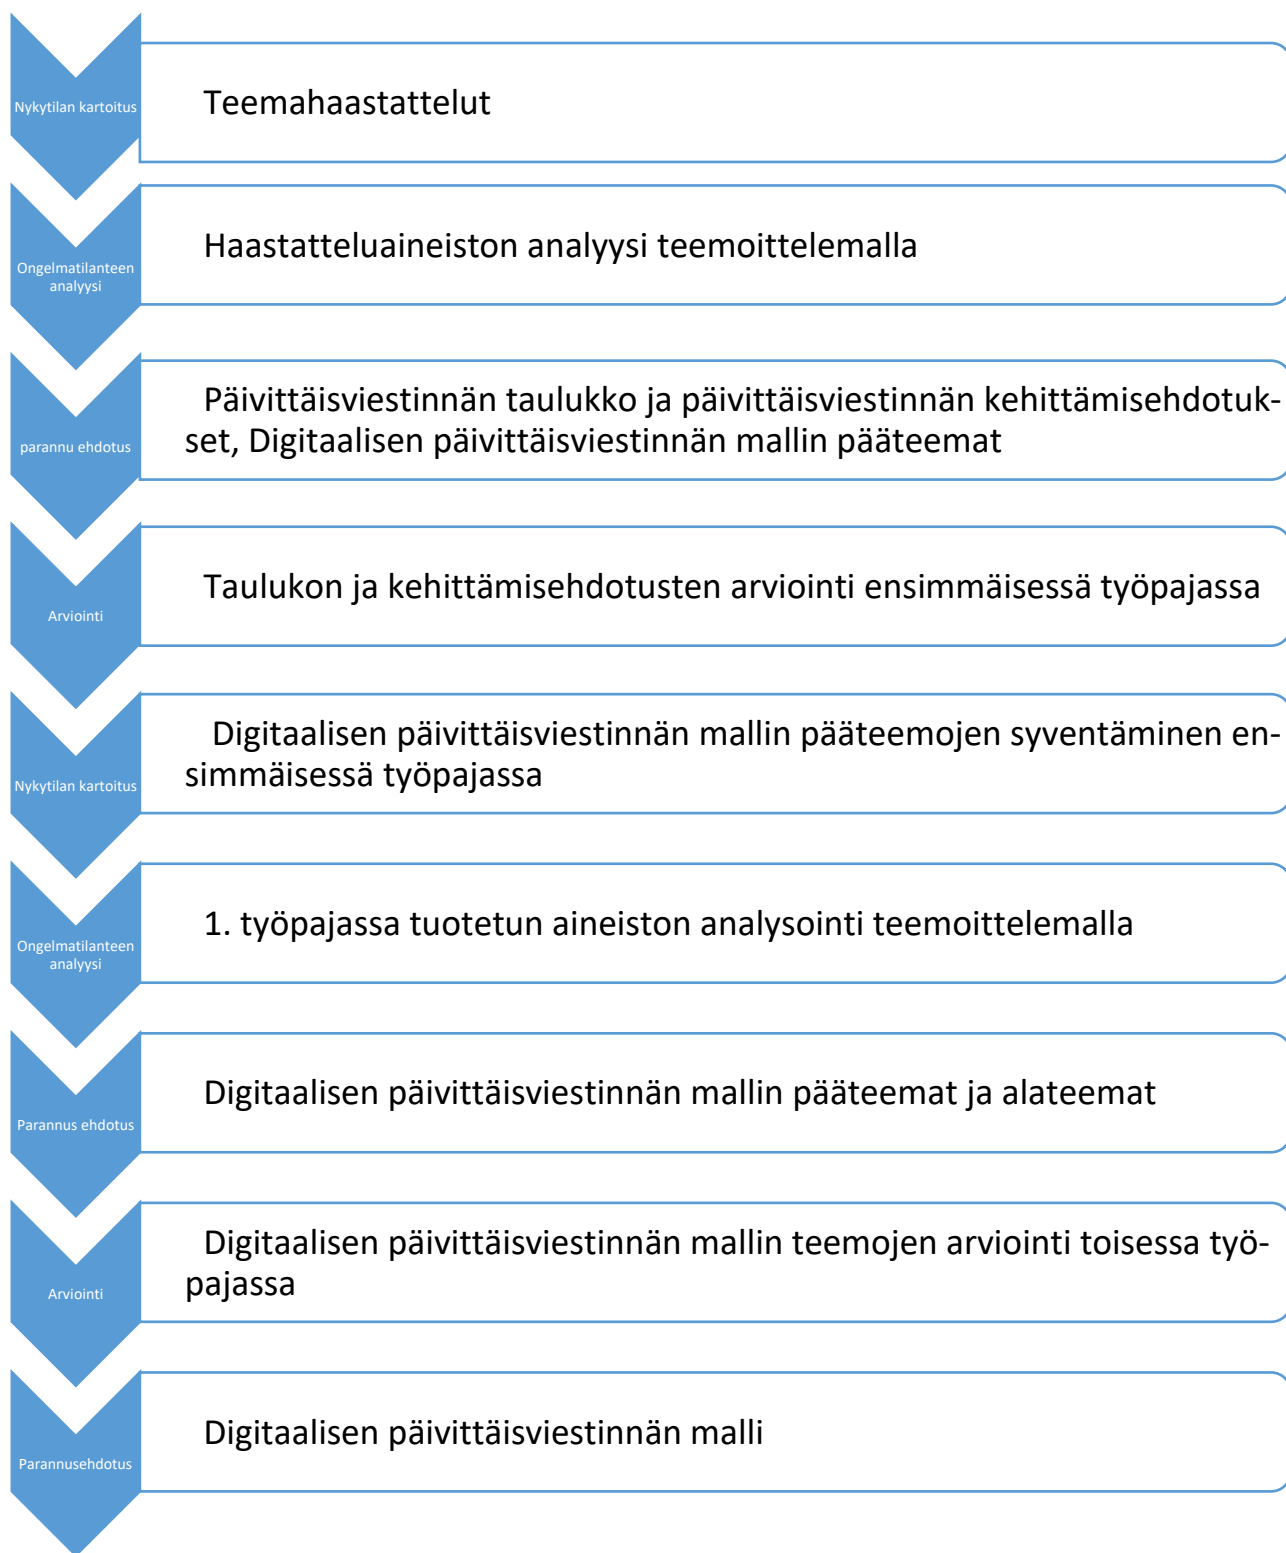 Nykytilan kartoitus
Teemahaastattelut
Ongelmatilanteen
analyysi
Haastatteluaineiston analyysi teemoittelemalla
parannu ehdotus
Päivittäisviestinnän taulukko ja päivittäisviestinnän kehittämisehdotuk-
set, Digitaalisen päivittäisviestinnän mallin pääteemat
Arviointi
Taulukon ja kehittämisehdotusten arviointi ensimmäisessä työpajassa
Nykytilan kartoitus
Digitaalisen päivittäisviestinnän mallin pääteemojen syventäminen en-
simmäisessä työpajassa
Ongelmatilanteen
analyysi
1. työpajassa tuotetun aineiston analysointi teemoittelemalla
Parannus ehdotus
Digitaalisen päivittäisviestinnän mallin pääteemat ja alateemat
Arviointi
Digitaalisen päivittäisviestinnän mallin teemojen arviointi toisessa työ-
pajassa
Parannusehdotus
Digitaalisen päivittäisviestinnän malli